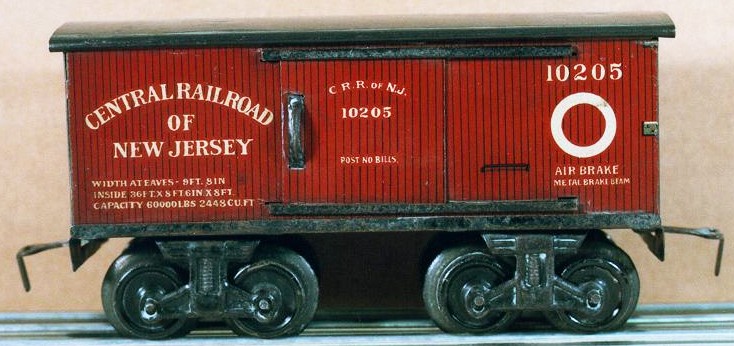 CENTRAL RAILROAD
OF
NEW JERSEY
WIDTH AT EAVES - 9FT. 8IN
INSIDE 36FT. X 8FT. 6IN. X 8FT.
CAPACITY 60000LBS 2448CU.FT
C.R.R. OF N.J.
10205
POST NO BILLS.
10205
AIR BRAKE
METAL BRAKE BEAM